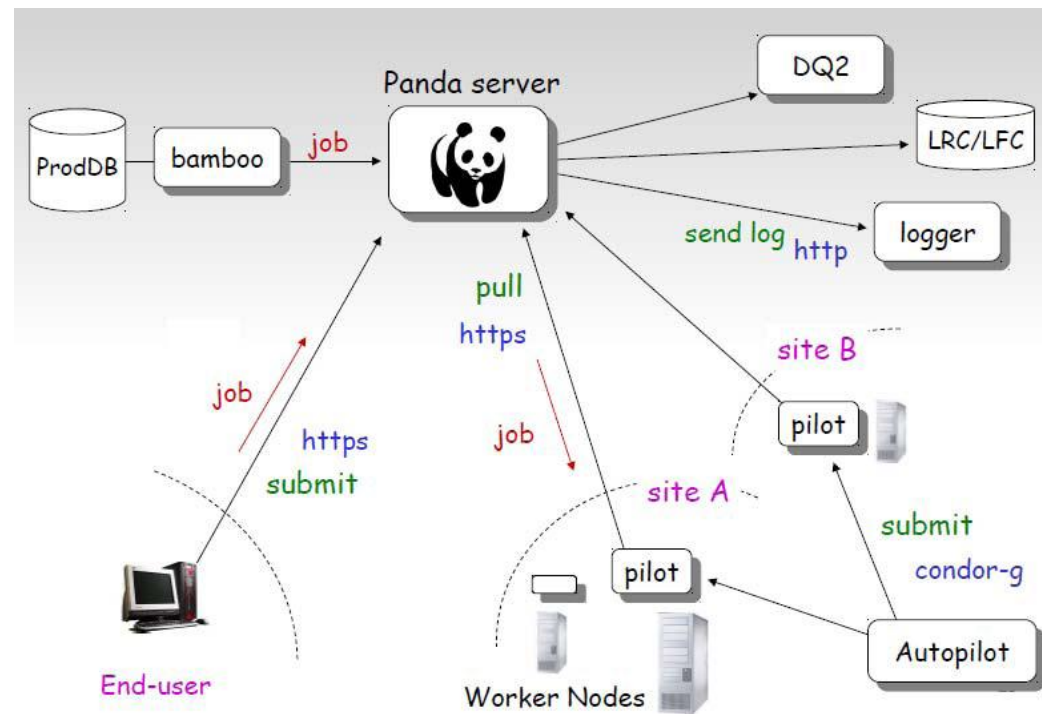 Panda server
DQ2
ProdDB
bamboo
job
LRC/LFC
send log
http
logger
pull
https
site B
job
job
https
submit
pilot
site A
submit
condor-g
pilot
Autopilot
End-user
Worker Nodes